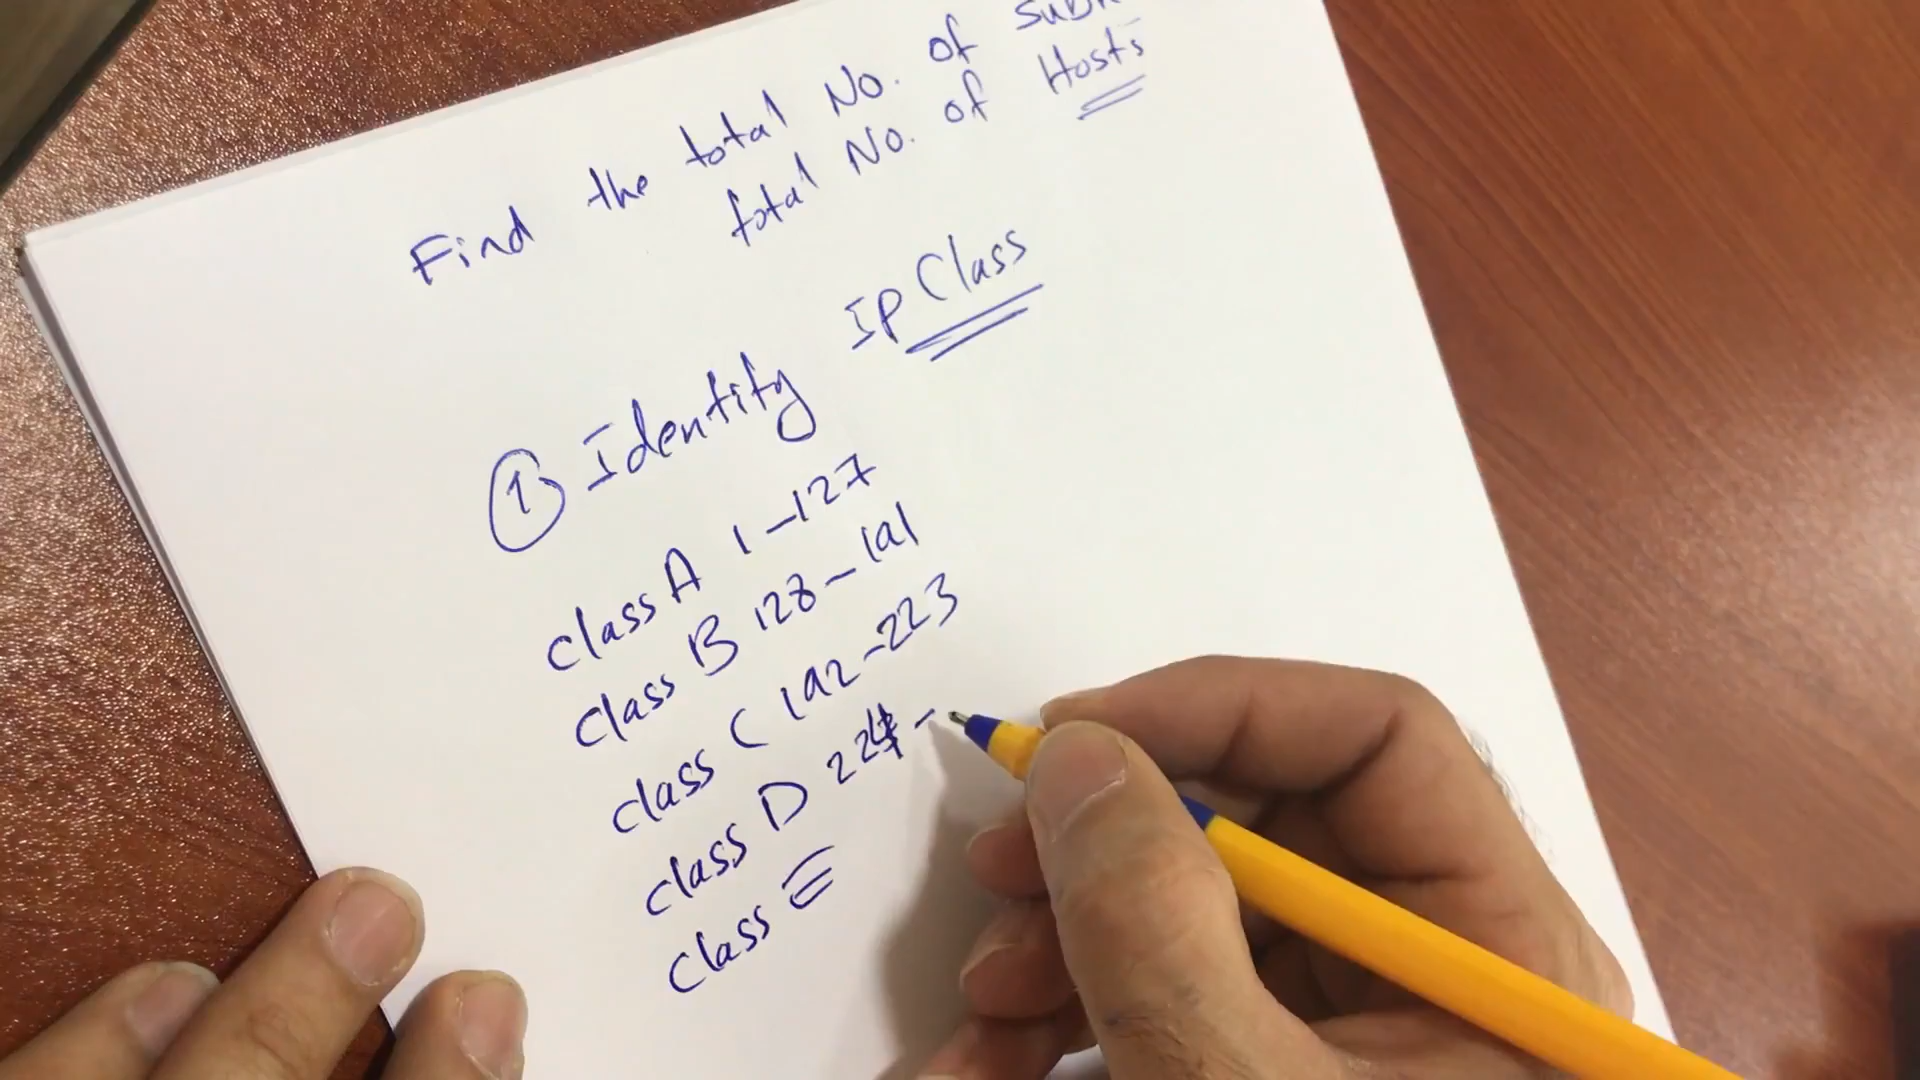 Find the total No. of Subn
total No. of Hosts
① Identify IP Class
class A 1-127
class B 128-191
class C 192-223
class D 224-
class E